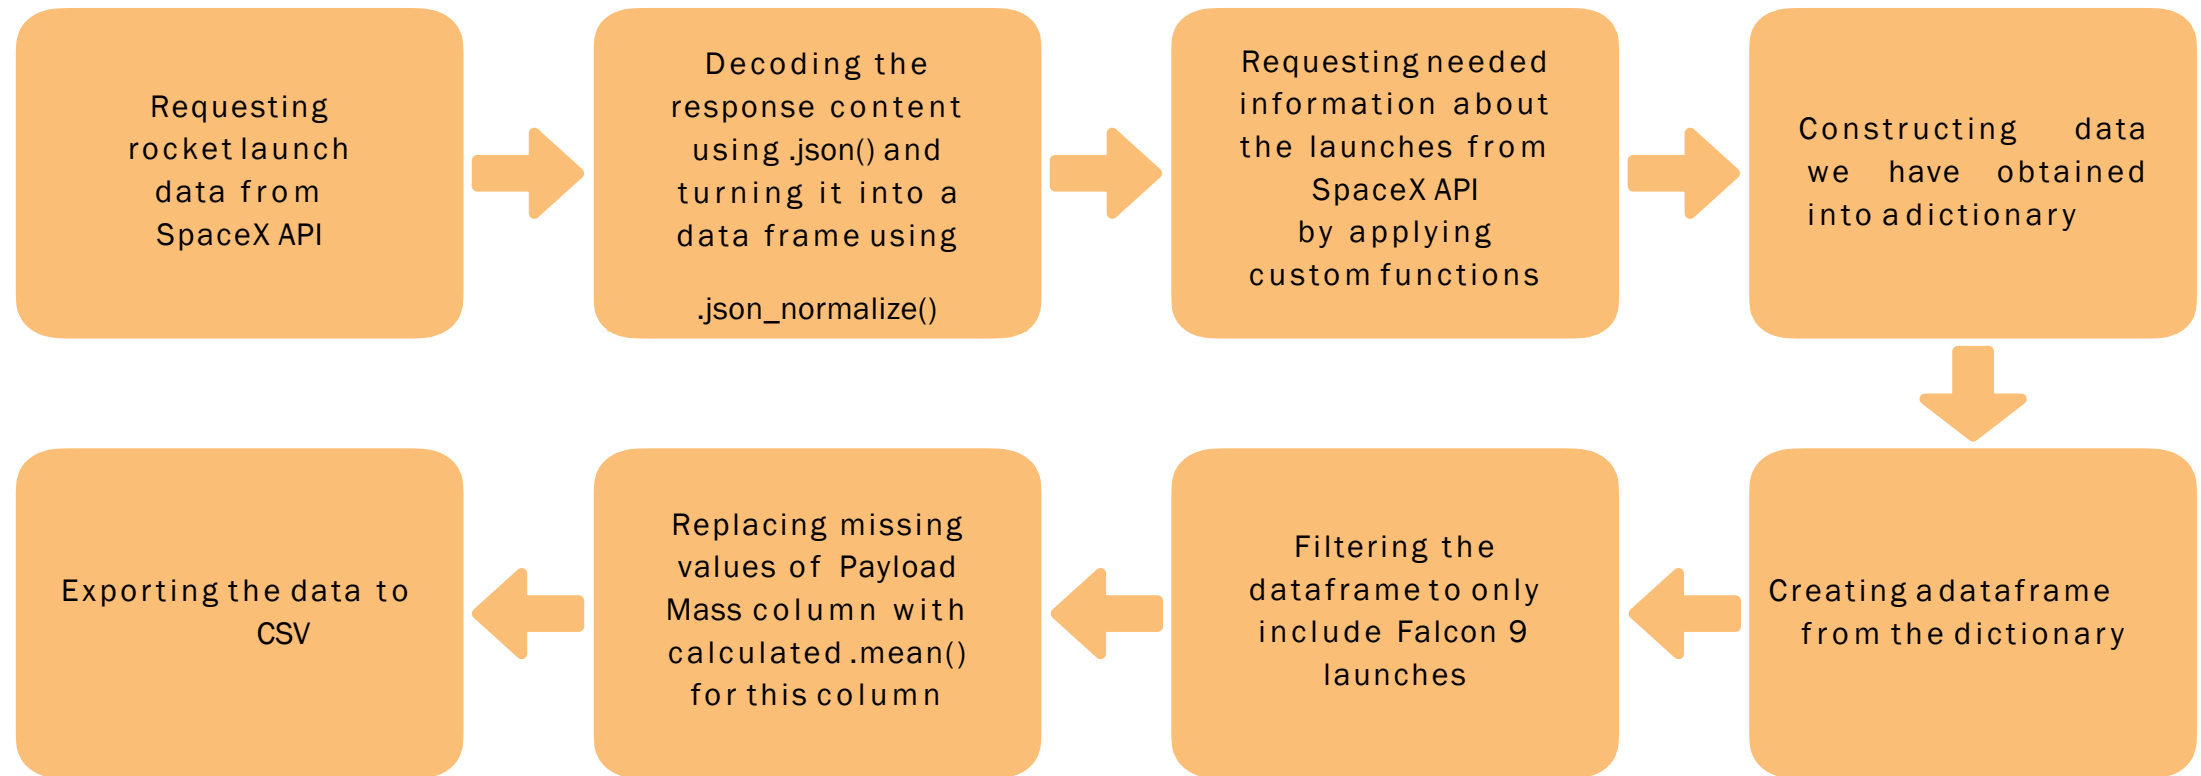 Requesting
rocket launch
data from
SpaceX API
Decoding the
response content
using .json() and
turning it into a
data frame using
.json_normalize()
Requesting needed
information about
the launches from
SpaceX API
by applying
custom functions
Constructing data
we have obtained
into a dictionary
Creating a dataframe
from the dictionary
Filtering the
dataframe to only
include Falcon 9
launches
Replacing missing
values of Payload
Mass column with
calculated .mean()
for this column
Exporting the data to
CSV